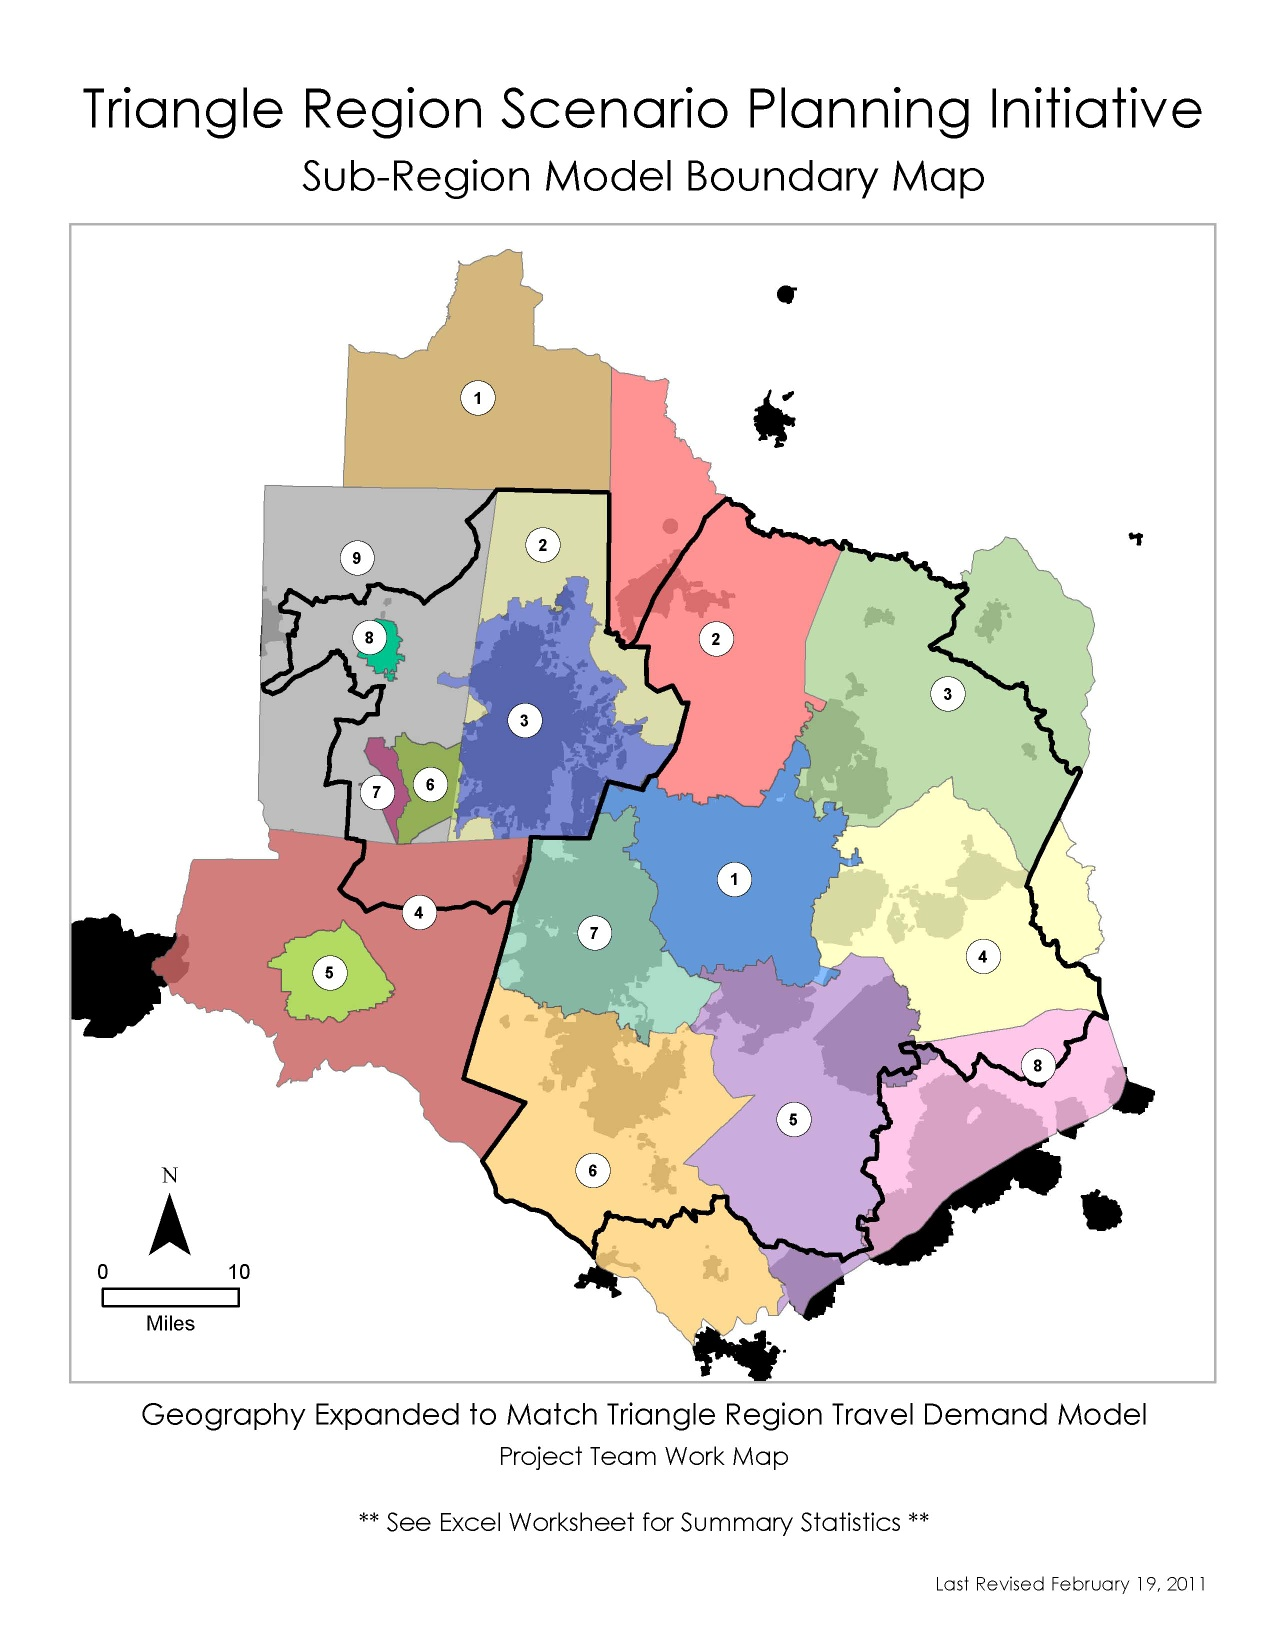 Triangle Region Scenario Planning Initiative
Sub-Region Model Boundary Map
1
2
9
8
2
3
3
6
7
1
4
7
4
5
8
5
6
N
0 10
Miles
Geography Expanded to Match Triangle Region Travel Demand Model
Project Team Work Map
** See Excel Worksheet for Summary Statistics **
Last Revised February 19, 2011